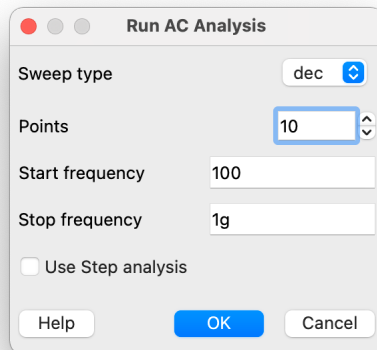 Run AC Analysis
Sweep type dec
Points 10
Start frequency 100
Stop frequency 1g
Use Step analysis
Help OK Cancel